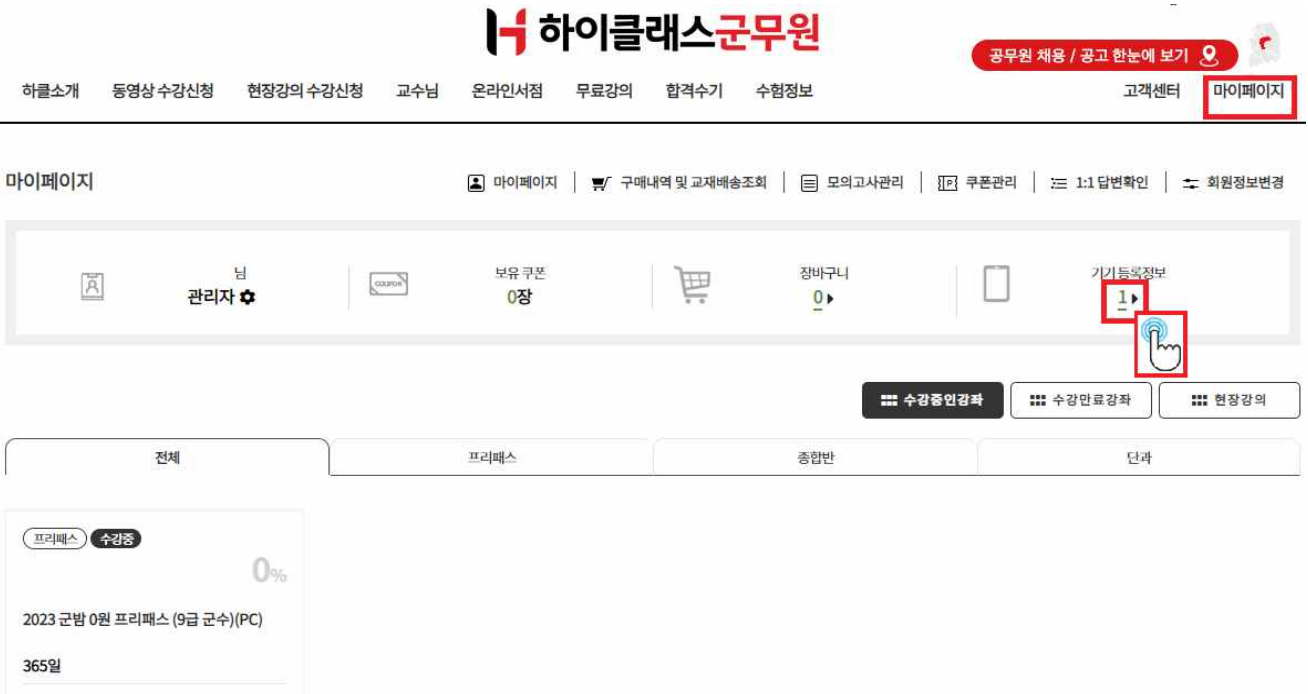 하이클래스군무원
공무원 채용 / 공고 한눈에 보기
하클소개 동영상 수강신청 현장강의 수강신청 교수님 온라인서점 무료강의 합격수기 수험정보 고객센터 마이페이지
마이페이지 마이페이지 구매내역 및 교재배송조회 모의고사관리 쿠폰관리 1:1 답변확인 회원정보변경
님
관리자
COUPON
보유 쿠폰
0장
장바구니
0
기기 등록정보
1
수강중인강좌 수강만료강좌 현장강의
전체 프리패스 종합반 단과
프리패스 수강중
0%
2023 군밤 0원 프리패스 (9급 군수)(PC)
365일